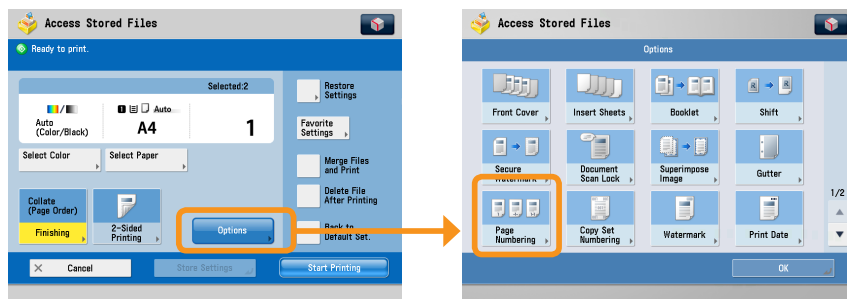 Access Stored Files
Ready to print.
Selected:2
Auto
(Color/Black)
1 Auto
A4
1
Select Color
Select Paper
Collate
(Page Order)
Finishing
2-Sided
Printing
Options
Restore
Settings
Favorite
Settings
Merge Files
and Print
Delete File
After Printing
Back to
Default Set.
Cancel
Store Settings
Start Printing
Access Stored Files
Options
Front Cover
Insert Sheets
Booklet
Shift
Secure
Watermark
Document
Scan Lock
Superimpose
Image
Gutter
Page
Numbering
Copy Set
Numbering
Watermark
Print Date
1/2
OK